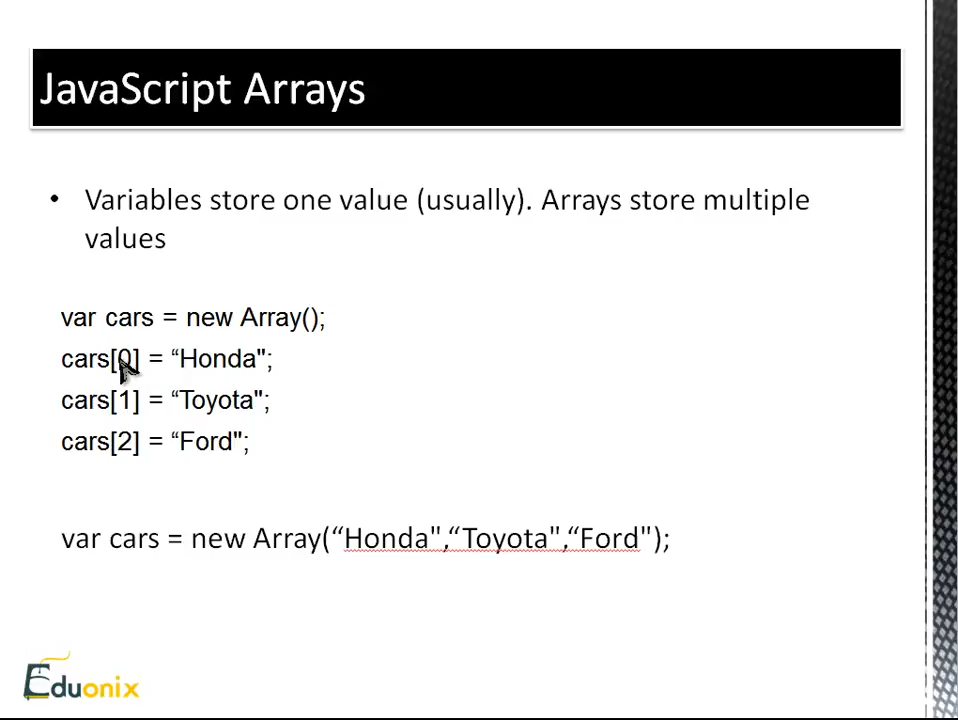 JavaScript Arrays
• Variables store one value (usually). Arrays store multiple
values
var cars = new Array();
cars[0] = “Honda";
cars[1] = “Toyota";
cars[2] = “Ford";
var cars = new Array(“Honda",“Toyota",“Ford");
Eduonix